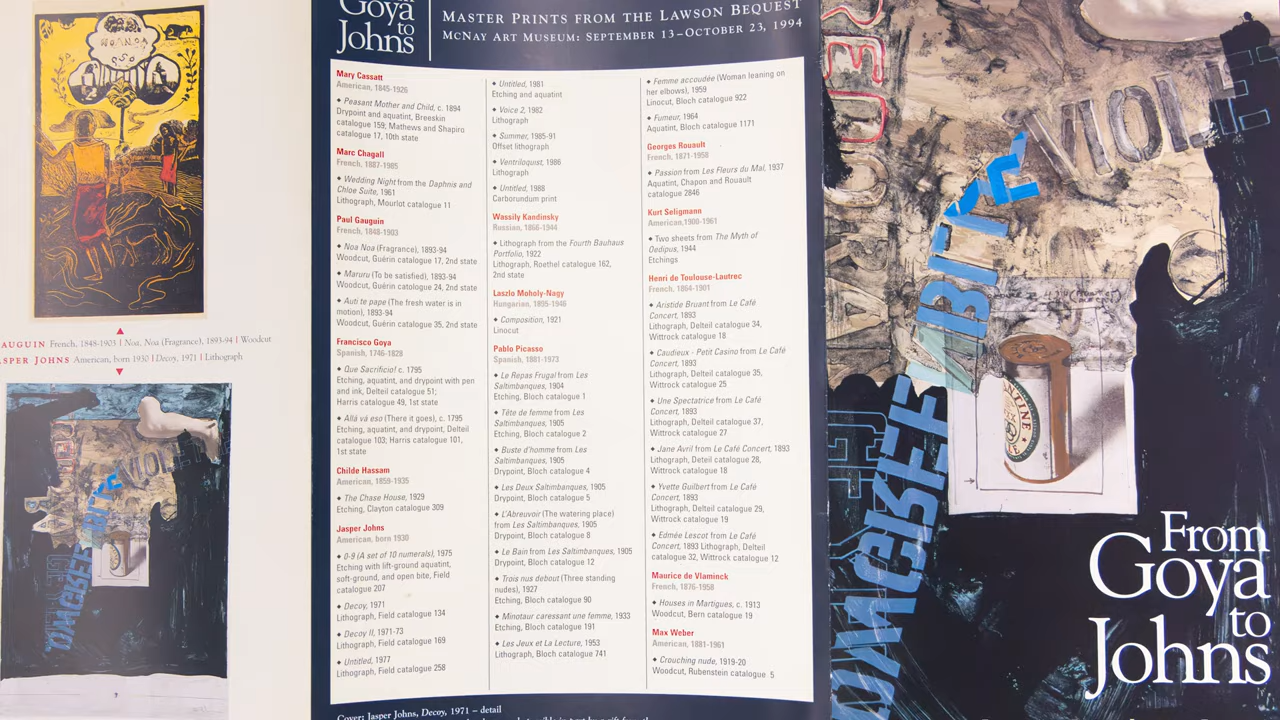 WOMNOM
OSO
AUGUIN French, 1848-1903 | Noa, Noa (Fragrance), 1893-94 | Woodcut
ASPER JOHNS American, born 1930 | Decoy, 1971 | Lithograph
Goya
to
Johns
MASTER PRINTS FROM THE LAWSON BEQUEST
MCNAY ART MUSEUM: SEPTEMBER 13–OCTOBER 23, 1994
Mary Cassatt
American, 1845-1926
◆ Peasant Mother and Child, c. 1894
Drypoint and aquatint, Breeskin
catalogue 159; Mathews and Shapiro
catalogue 17, 10th state
Marc Chagall
French, 1887-1985
◆ Wedding Night from the Daphnis and
Chloe Suite, 1961
Lithograph, Mourlot catalogue 11
Paul Gauguin
French, 1848-1903
◆ Noa Noa (Fragrance), 1893-94
Woodcut, Guérin catalogue 17, 2nd state
◆ Maruru (To be satisfied), 1893-94
Woodcut, Guérin catalogue 24, 2nd state
◆ Auti te pape (The fresh water is in
motion), 1893-94
Woodcut, Guérin catalogue 35, 2nd state
Francisco Goya
Spanish, 1746-1828
◆ Que Sacrificio! c. 1795
Etching, aquatint, and drypoint with pen
and ink, Delteil catalogue 51;
Harris catalogue 49, 1st state
◆ Allá vá eso (There it goes), c. 1795
Etching, aquatint, and drypoint, Delteil
catalogue 103; Harris catalogue 101,
1st state
Childe Hassam
American, 1859-1935
◆ The Chase House, 1929
Etching, Clayton catalogue 309
Jasper Johns
American, born 1930
◆ 0-9 (A set of 10 numerals), 1975
Etching with lift-ground aquatint,
soft-ground, and open bite, Field
catalogue 207
◆ Decoy, 1971
Lithograph, Field catalogue 134
◆ Decoy II, 1971-73
Lithograph, Field catalogue 169
◆ Untitled, 1977
Lithograph, Field catalogue 258
◆ Untitled, 1981
Etching and aquatint
◆ Voice 2, 1982
Lithograph
◆ Summer, 1985-91
Offset lithograph
◆ Ventriloquist, 1986
Lithograph
◆ Untitled, 1988
Carborundum print
Wassily Kandinsky
Russian, 1866-1944
◆ Lithograph from the Fourth Bauhaus
Portfolio, 1922
Lithograph, Roethel catalogue 162,
2nd state
Laszlo Moholy-Nagy
Hungarian, 1895-1946
◆ Composition, 1921
Linocut
Pablo Picasso
Spanish, 1881-1973
◆ Le Repas Frugal from Les
Saltimbanques, 1904
Etching, Bloch catalogue 1
◆ Tête de femme from Les
Saltimbanques, 1905
Etching, Bloch catalogue 2
◆ Buste d'homme from Les
Saltimbanques, 1905
Drypoint, Bloch catalogue 4
◆ Les Deux Saltimbanques, 1905
Drypoint, Bloch catalogue 5
◆ L'Abreuvoir (The watering place)
from Les Saltimbanques, 1905
Drypoint, Bloch catalogue 8
◆ Le Bain from Les Saltimbanques, 1905
Drypoint, Bloch catalogue 12
◆ Trois nus debout (Three standing
nudes), 1927
Etching, Bloch catalogue 90
◆ Minotaur caressant une femme, 1933
Etching, Bloch catalogue 191
◆ Les Jeux et La Lecture, 1953
Lithograph, Bloch catalogue 741
◆ Femme accoudée (Woman leaning on
her elbows), 1959
Linocut, Bloch catalogue 922
◆ Fumeur, 1964
Aquatint, Bloch catalogue 1171
Georges Rouault
French, 1871-1958
◆ Passion from Les Fleurs du Mal, 1937
Aquatint, Chapon and Rouault
catalogue 2846
Kurt Seligmann
American, 1900-1961
◆ Two sheets from The Myth of
Oedipus, 1944
Etchings
Henri de Toulouse-Lautrec
French, 1864-1901
◆ Aristide Bruant from Le Café
Concert, 1893
Lithograph, Delteil catalogue 34,
Wittrock catalogue 18
◆ Caudieux - Petit Casino from Le Café
Concert, 1893
Lithograph, Delteil catalogue 35,
Wittrock catalogue 25
◆ Une Spectatrice from Le Café
Concert, 1893
Lithograph, Delteil catalogue 37,
Wittrock catalogue 27
◆ Jane Avril from Le Café Concert, 1893
Lithograph, Deteil catalogue 28,
Wittrock catalogue 18
◆ Yvette Guilbert from Le Café
Concert, 1893
Lithograph, Delteil catalogue 29,
Wittrock catalogue 19
◆ Edmée Lescot from Le Café
Concert, 1893 Lithograph, Delteil
catalogue 32, Wittrock catalogue 12
Maurice de Vlaminck
French, 1876-1958
◆ Houses in Martigues, c. 1913
Woodcut, Bern catalogue 19
Max Weber
American, 1881-1961
◆ Crouching nude, 1919-20
Woodcut, Rubenstein catalogue 5
Cover: Jasper Johns, Decoy, 1971 – detail
VIOLET
From
Goya
to
Johns